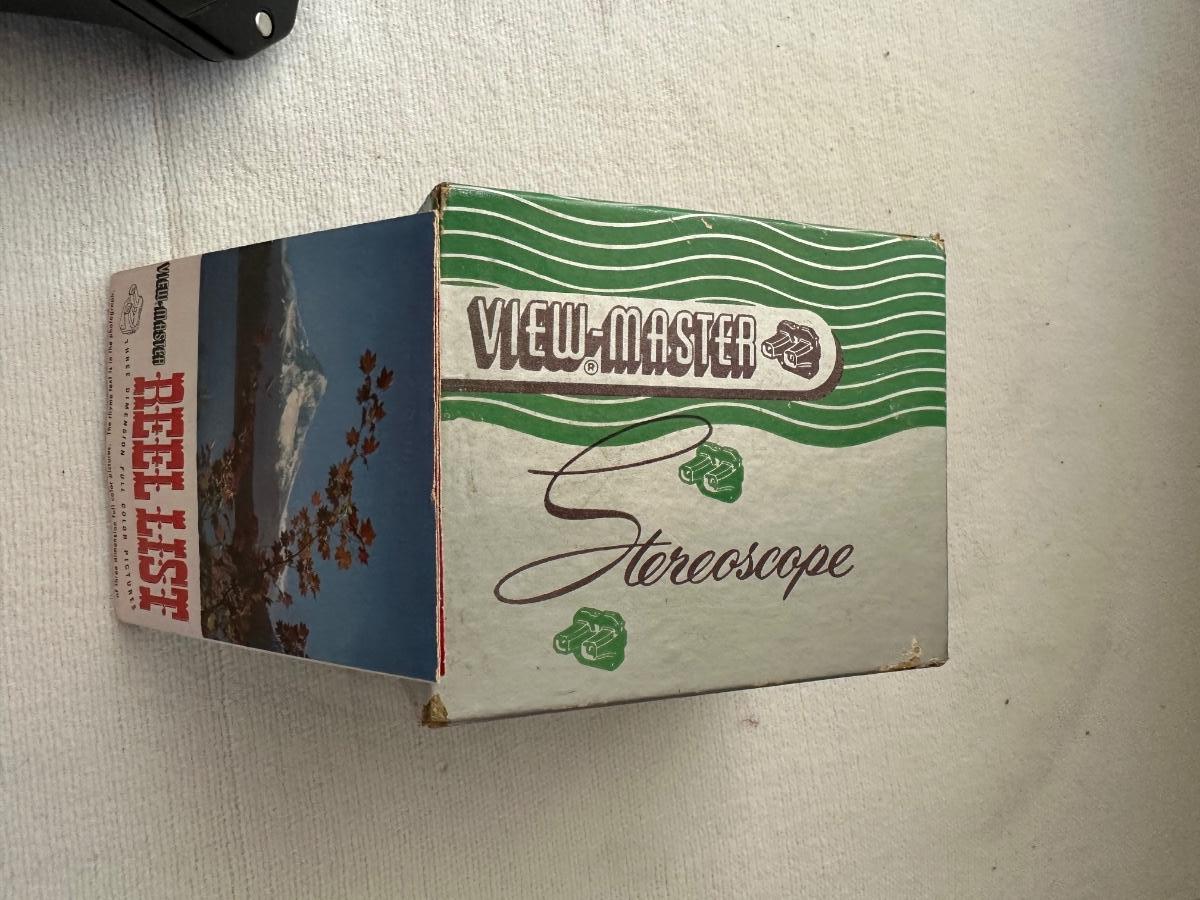 VIEW-MASTER
®
Stereoscope
VIEW-MASTER
REEL LIST
THREE DIMENSION FULL COLOR PICTURES